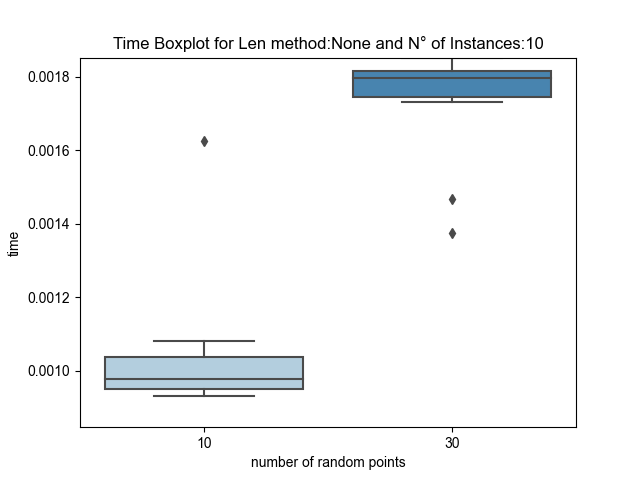 Time Boxplot for Len method:None and N° of Instances:10
0.0018
0.0016
0.0014
0.0012
0.0010
time
10 30
number of random points